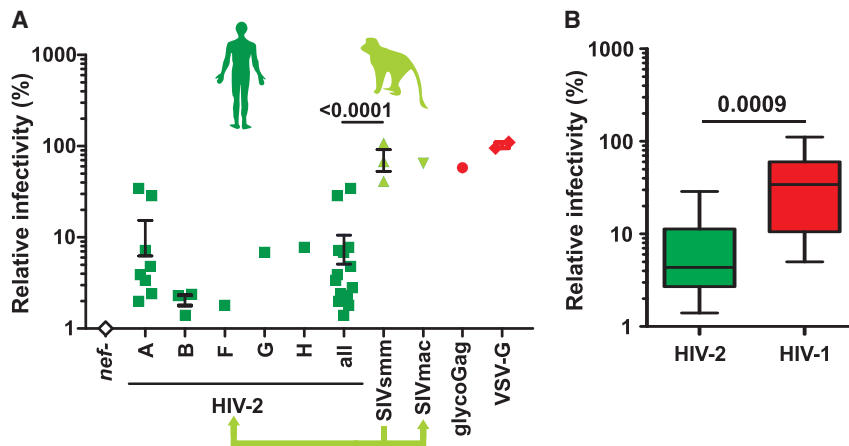 A
Relative infectivity (%)
1000
100
10
1
<0.0001
nef-
A
B
F
G
H
all
SIVsmm
SIVmac
glycoGag
VSV-G
HIV-2
B
Relative infectivity (%)
1000
100
10
1
0.0009
HIV-2
HIV-1